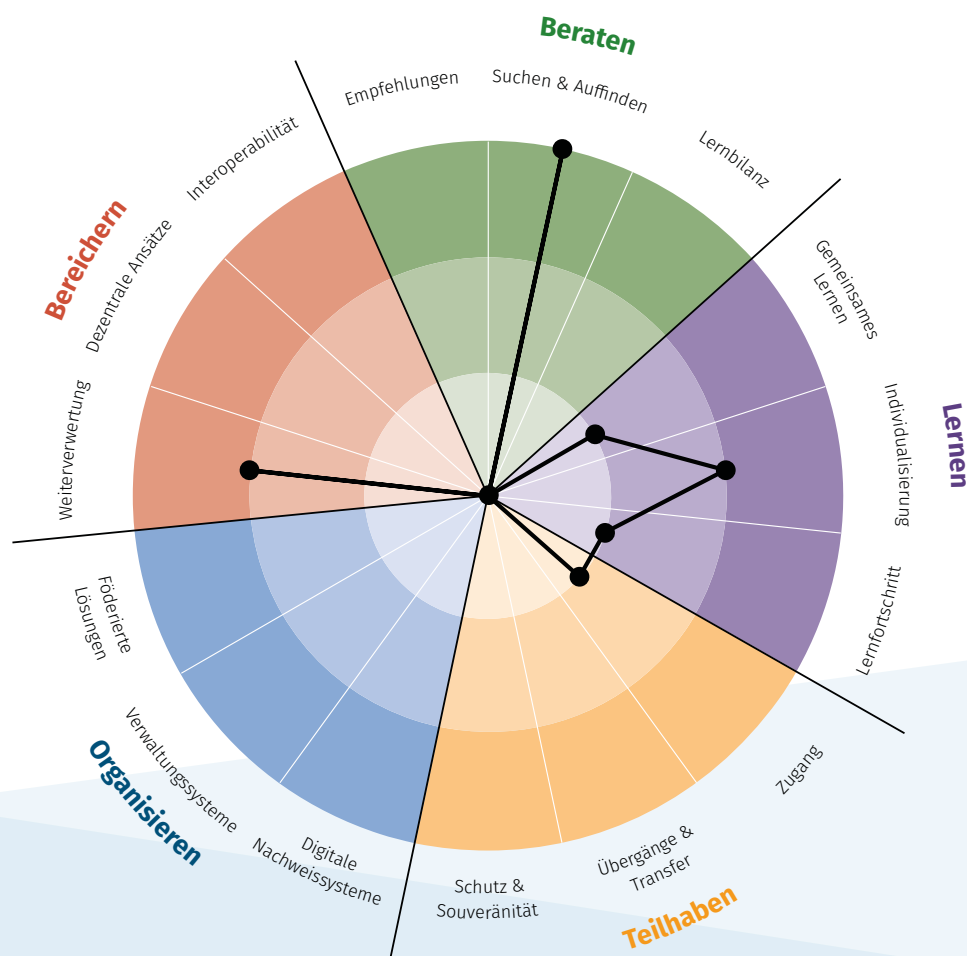 Beraten
Empfehlungen
Suchen & Auffinden
Lernbilanz
Gemeinsames
Lernen
Individualisierung
Lernfortschritt
Lernen
Zugang
Übergänge &
Transfer
Schutz &
Souveränität
Teilhaben
Digitale
Nachweissysteme
Verwaltungssysteme
Föderierte
Lösungen
Organisieren
Weiterverwertung
Dezentrale Ansätze
Interoperabilität
Bereichern